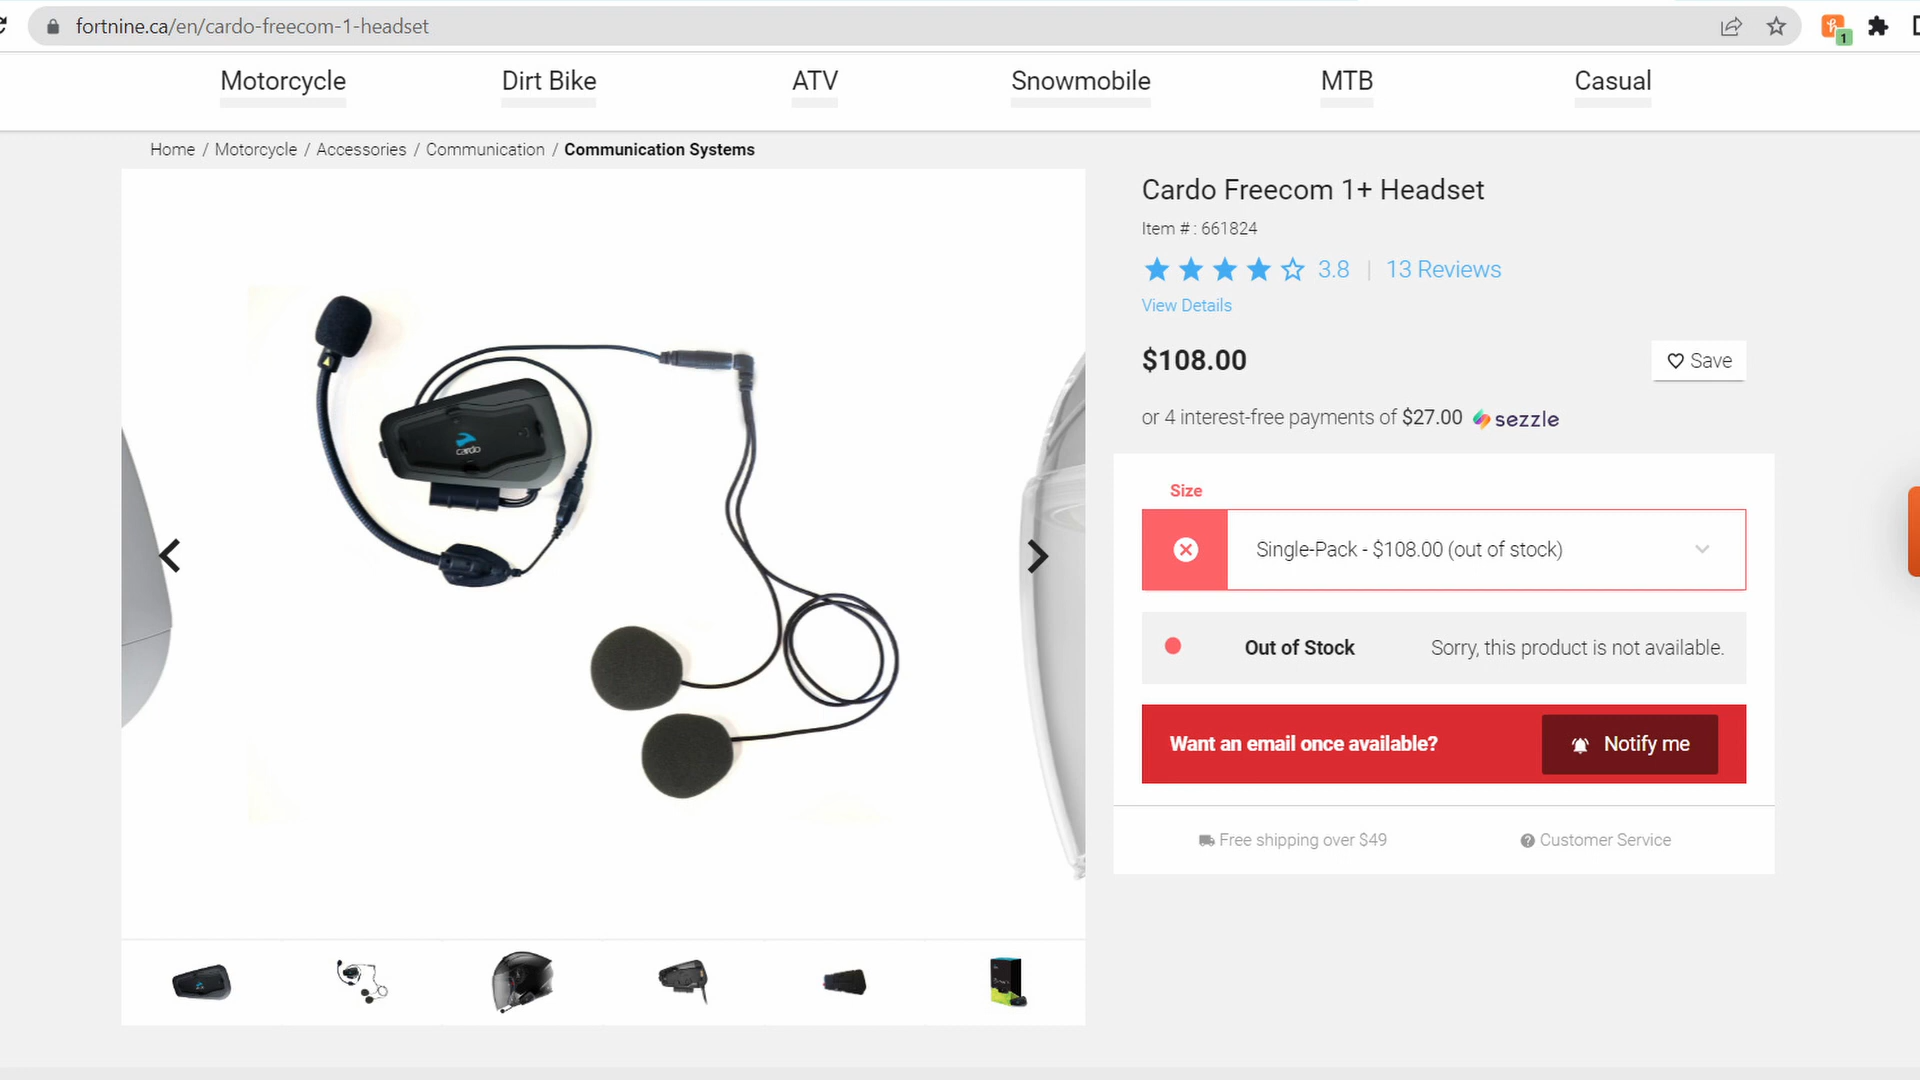 fortnine.ca/en/cardo-freecom-1-headset
1
Motorcycle Dirt Bike ATV Snowmobile MTB Casual
Home / Motorcycle / Accessories / Communication / Communication Systems
Cardo Freecom 1+ Headset
Item # : 661824
3.8 | 13 Reviews
View Details
$108.00
Save
or 4 interest-free payments of $27.00 sezzle
cardo
Size
Single-Pack - $108.00 (out of stock)
Out of Stock Sorry, this product is not available.
Want an email once available? Notify me
Free shipping over $49 Customer Service